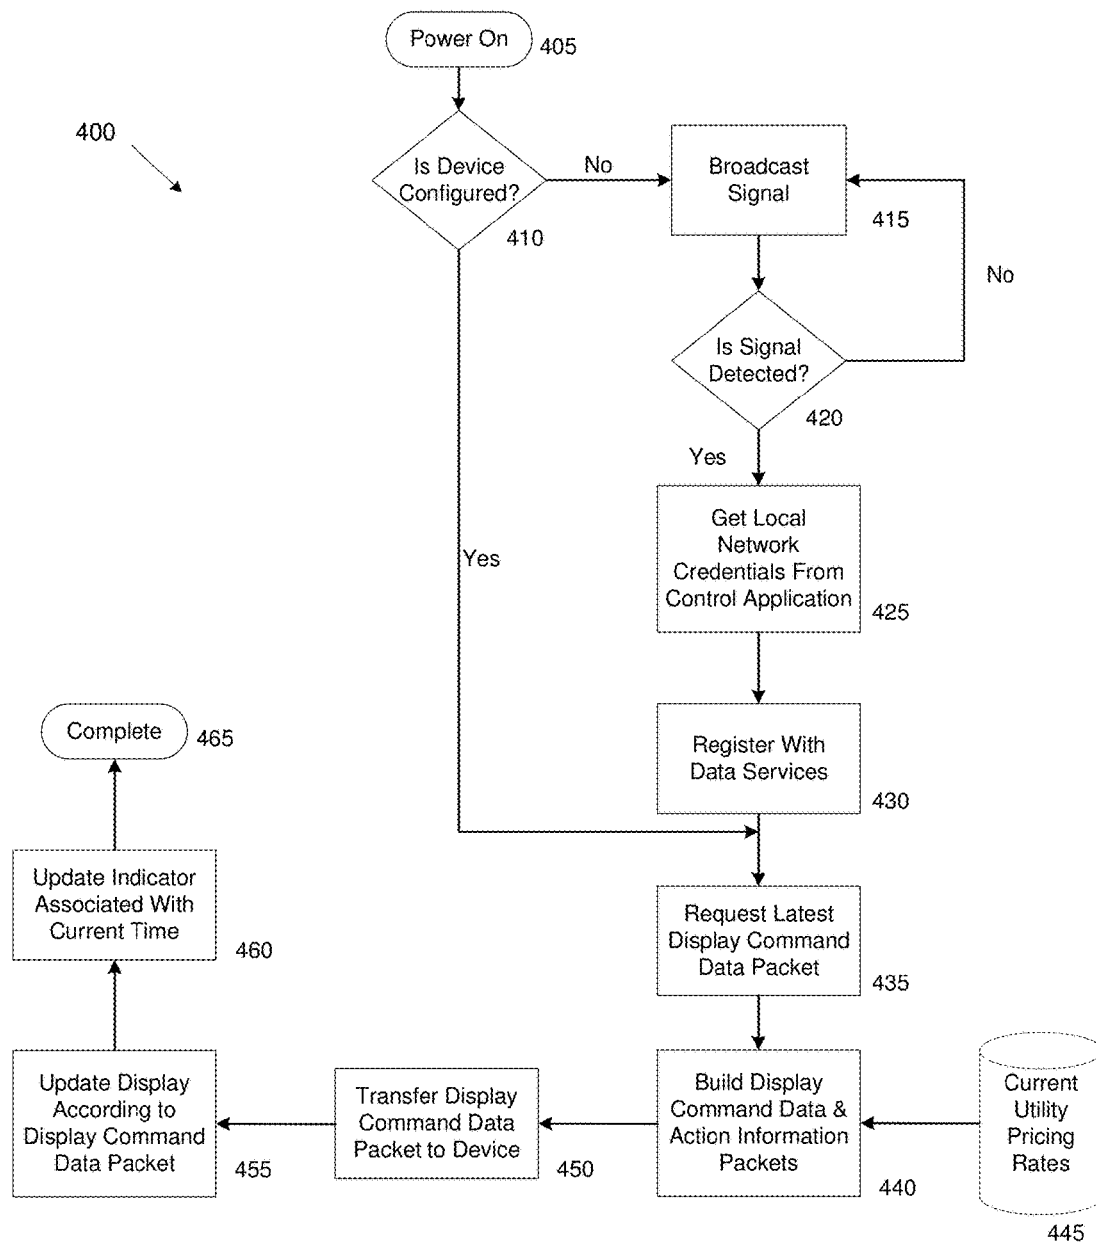 Power On
405
400
Is Device
Configured?
410
No
Broadcast
Signal
415
No
Is Signal
Detected?
420
Yes
Get Local
Network
Credentials From
Control Application
425
Yes
Register With
Data Services
430
Complete
465
Update Indicator
Associated With
Current Time
460
Request Latest
Display Command
Data Packet
435
Update Display
According to
Display Command
Data Packet
455
Transfer Display
Command Data
Packet to Device
450
Build Display
Command Data &
Action Information
Packets
440
Current
Utility
Pricing
Rates
445